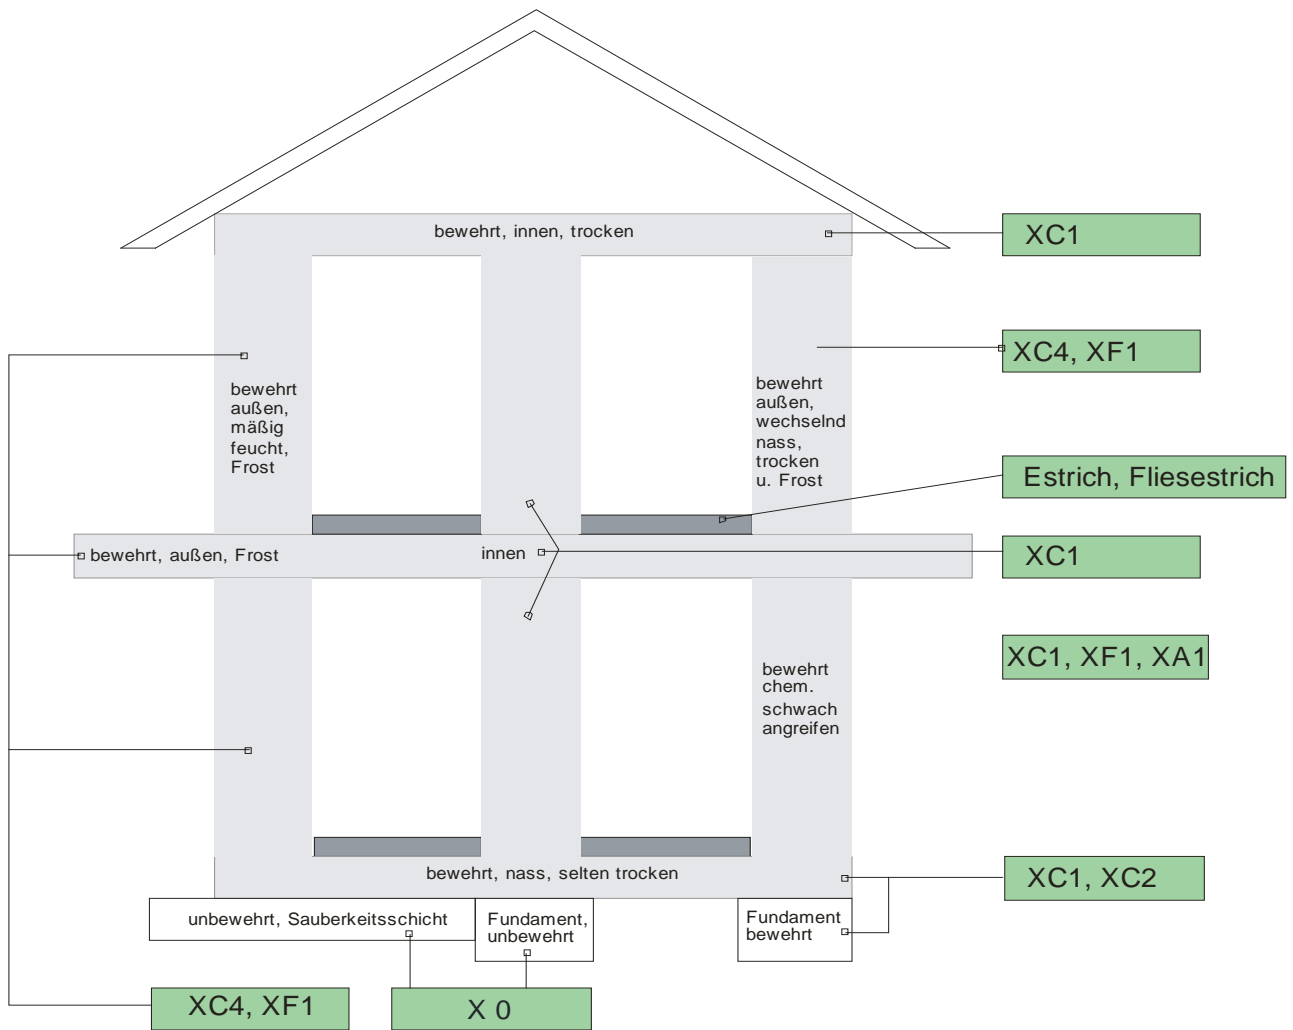 bewehrt, innen, trocken
XC1
XC4, XF1
bewehrt
außen,
mäßig
feucht,
Frost
bewehrt
außen,
wechselnd
nass,
trocken
u. Frost
Estrich, Fliesestrich
bewehrt, außen, Frost
innen
XC1
XC1, XF1, XA1
bewehrt
chem.
schwach
angreifen
bewehrt, nass, selten trocken
XC1, XC2
unbewehrt, Sauberkeitsschicht
Fundament,
unbewehrt
Fundament
bewehrt
XC4, XF1
X 0